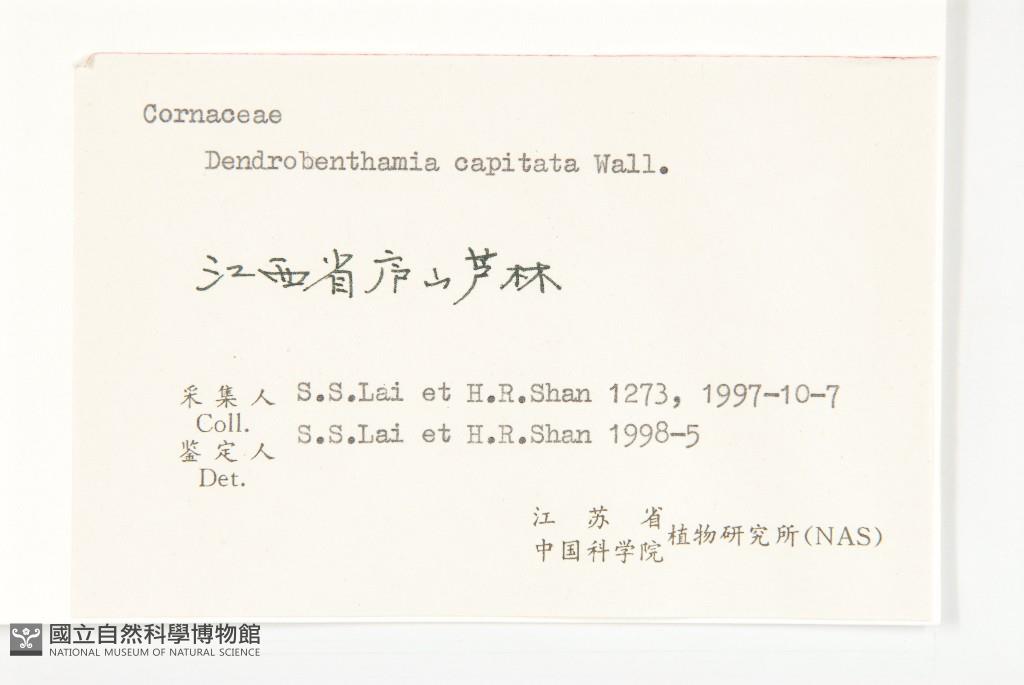 Cornaceae
Dendrobenthamia capitata Wall.
江西省庐山芦林
采集人 S.S.Lai et H.R.Shan 1273, 1997-10-7
Coll.
鉴定人 S.S.Lai et H.R.Shan 1998-5
Det.
江苏省
中国科学院植物研究所(NAS)
國立自然科學博物館
NATIONAL MUSEUM OF NATURAL SCIENCE